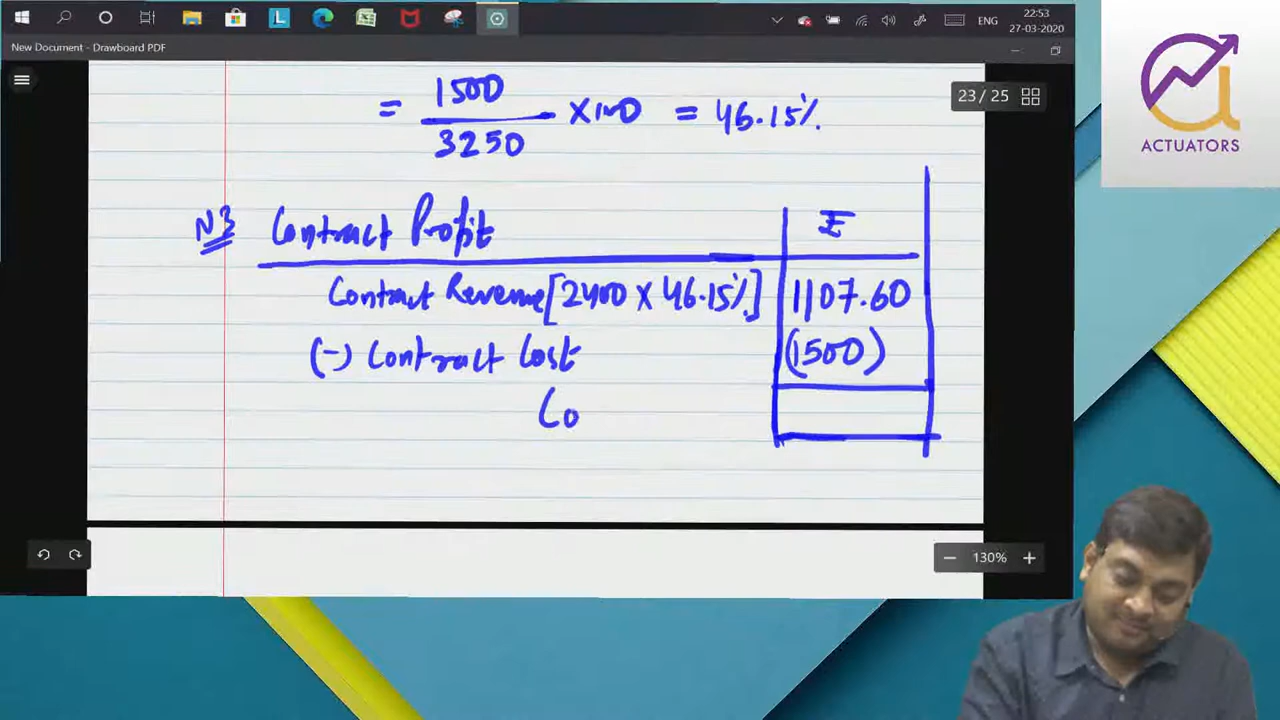 ENG
22:53
27-03-2020
New Document - Drawboard PDF
ACTUATORS
23 / 25
= 1500 / 3250 × 100 = 46.15%
N3 Contract Profit ₹
Contract Revenue [2400 × 46.15%] 1107.60
(-) Contract Cost (1500)
Co
130%